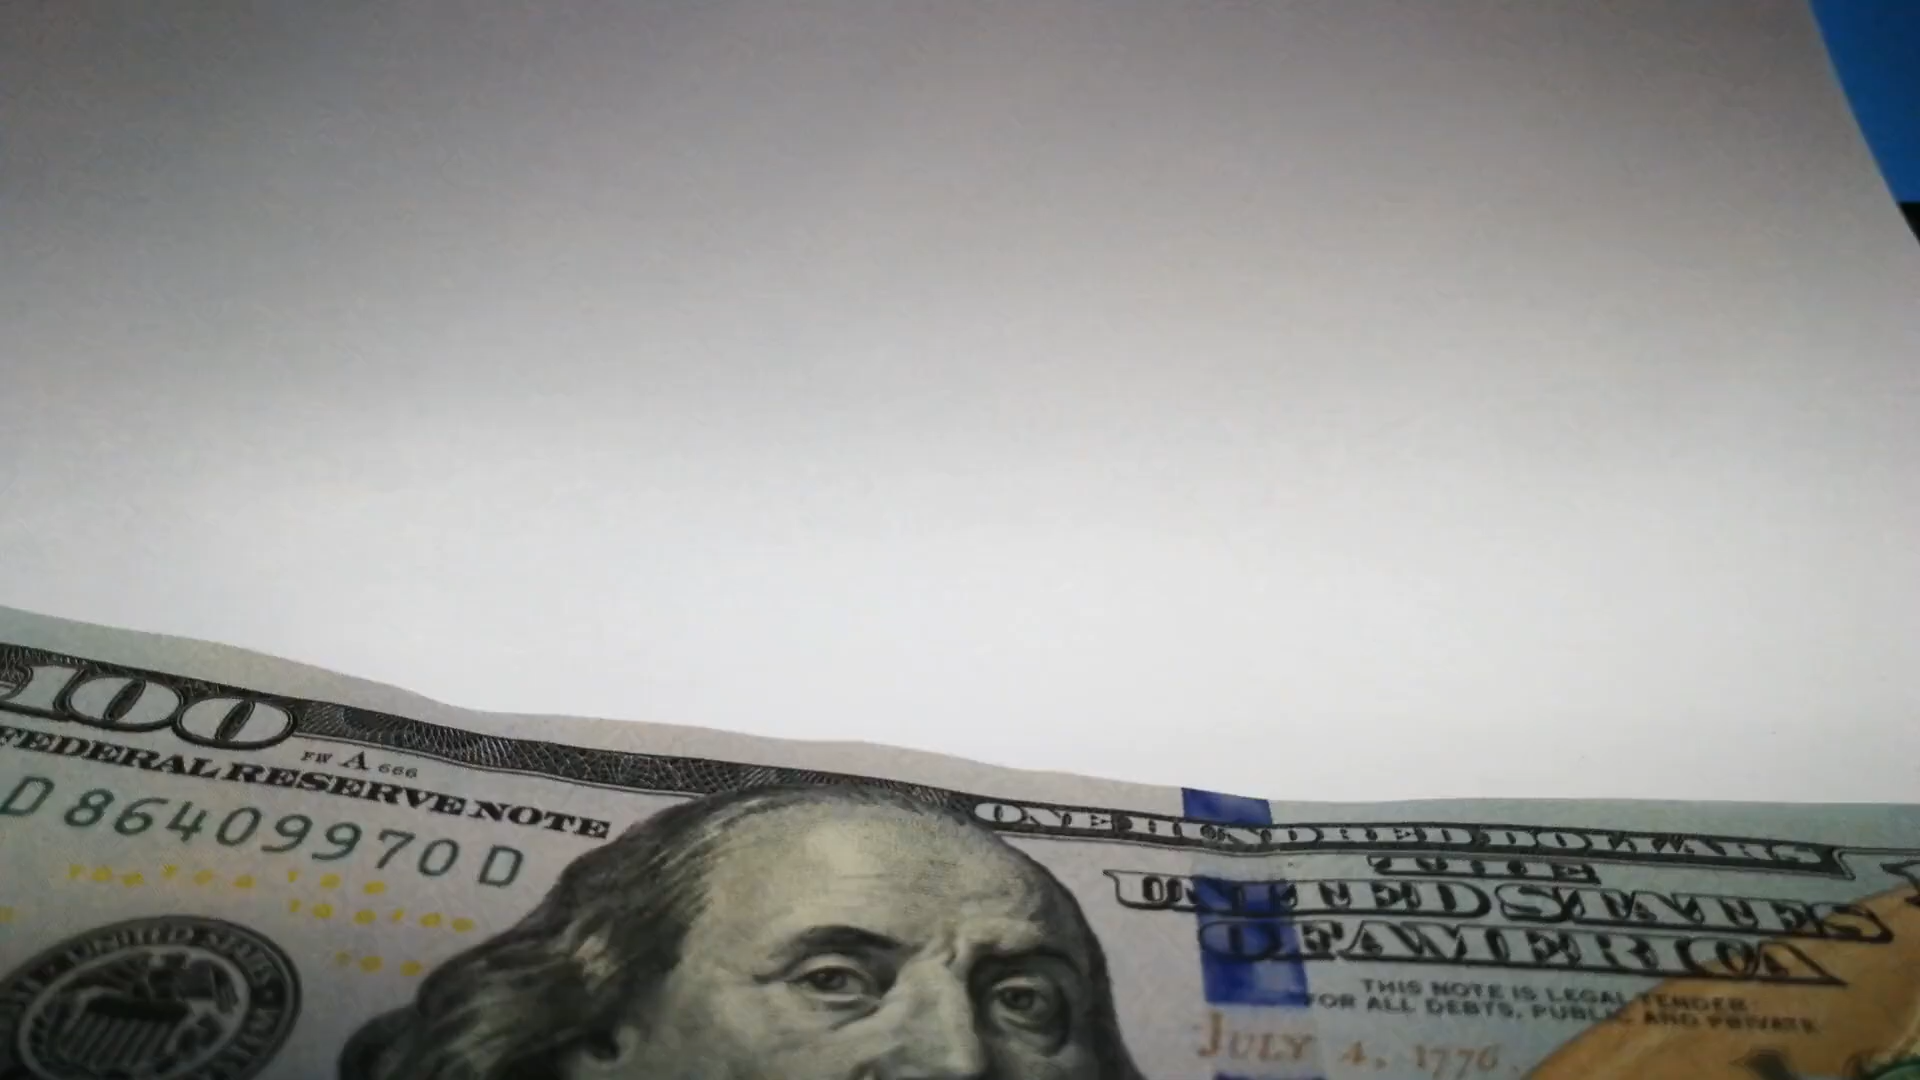 100
FEDERAL RESERVE NOTE
FW A 666
D 86409970 D
ONE HUNDRED DOLLARS
THE
UNITED STATES
OF AMERICA
THIS NOTE IS LEGAL TENDER
FOR ALL DEBTS, PUBLIC AND PRIVATE
JULY 4, 1776.